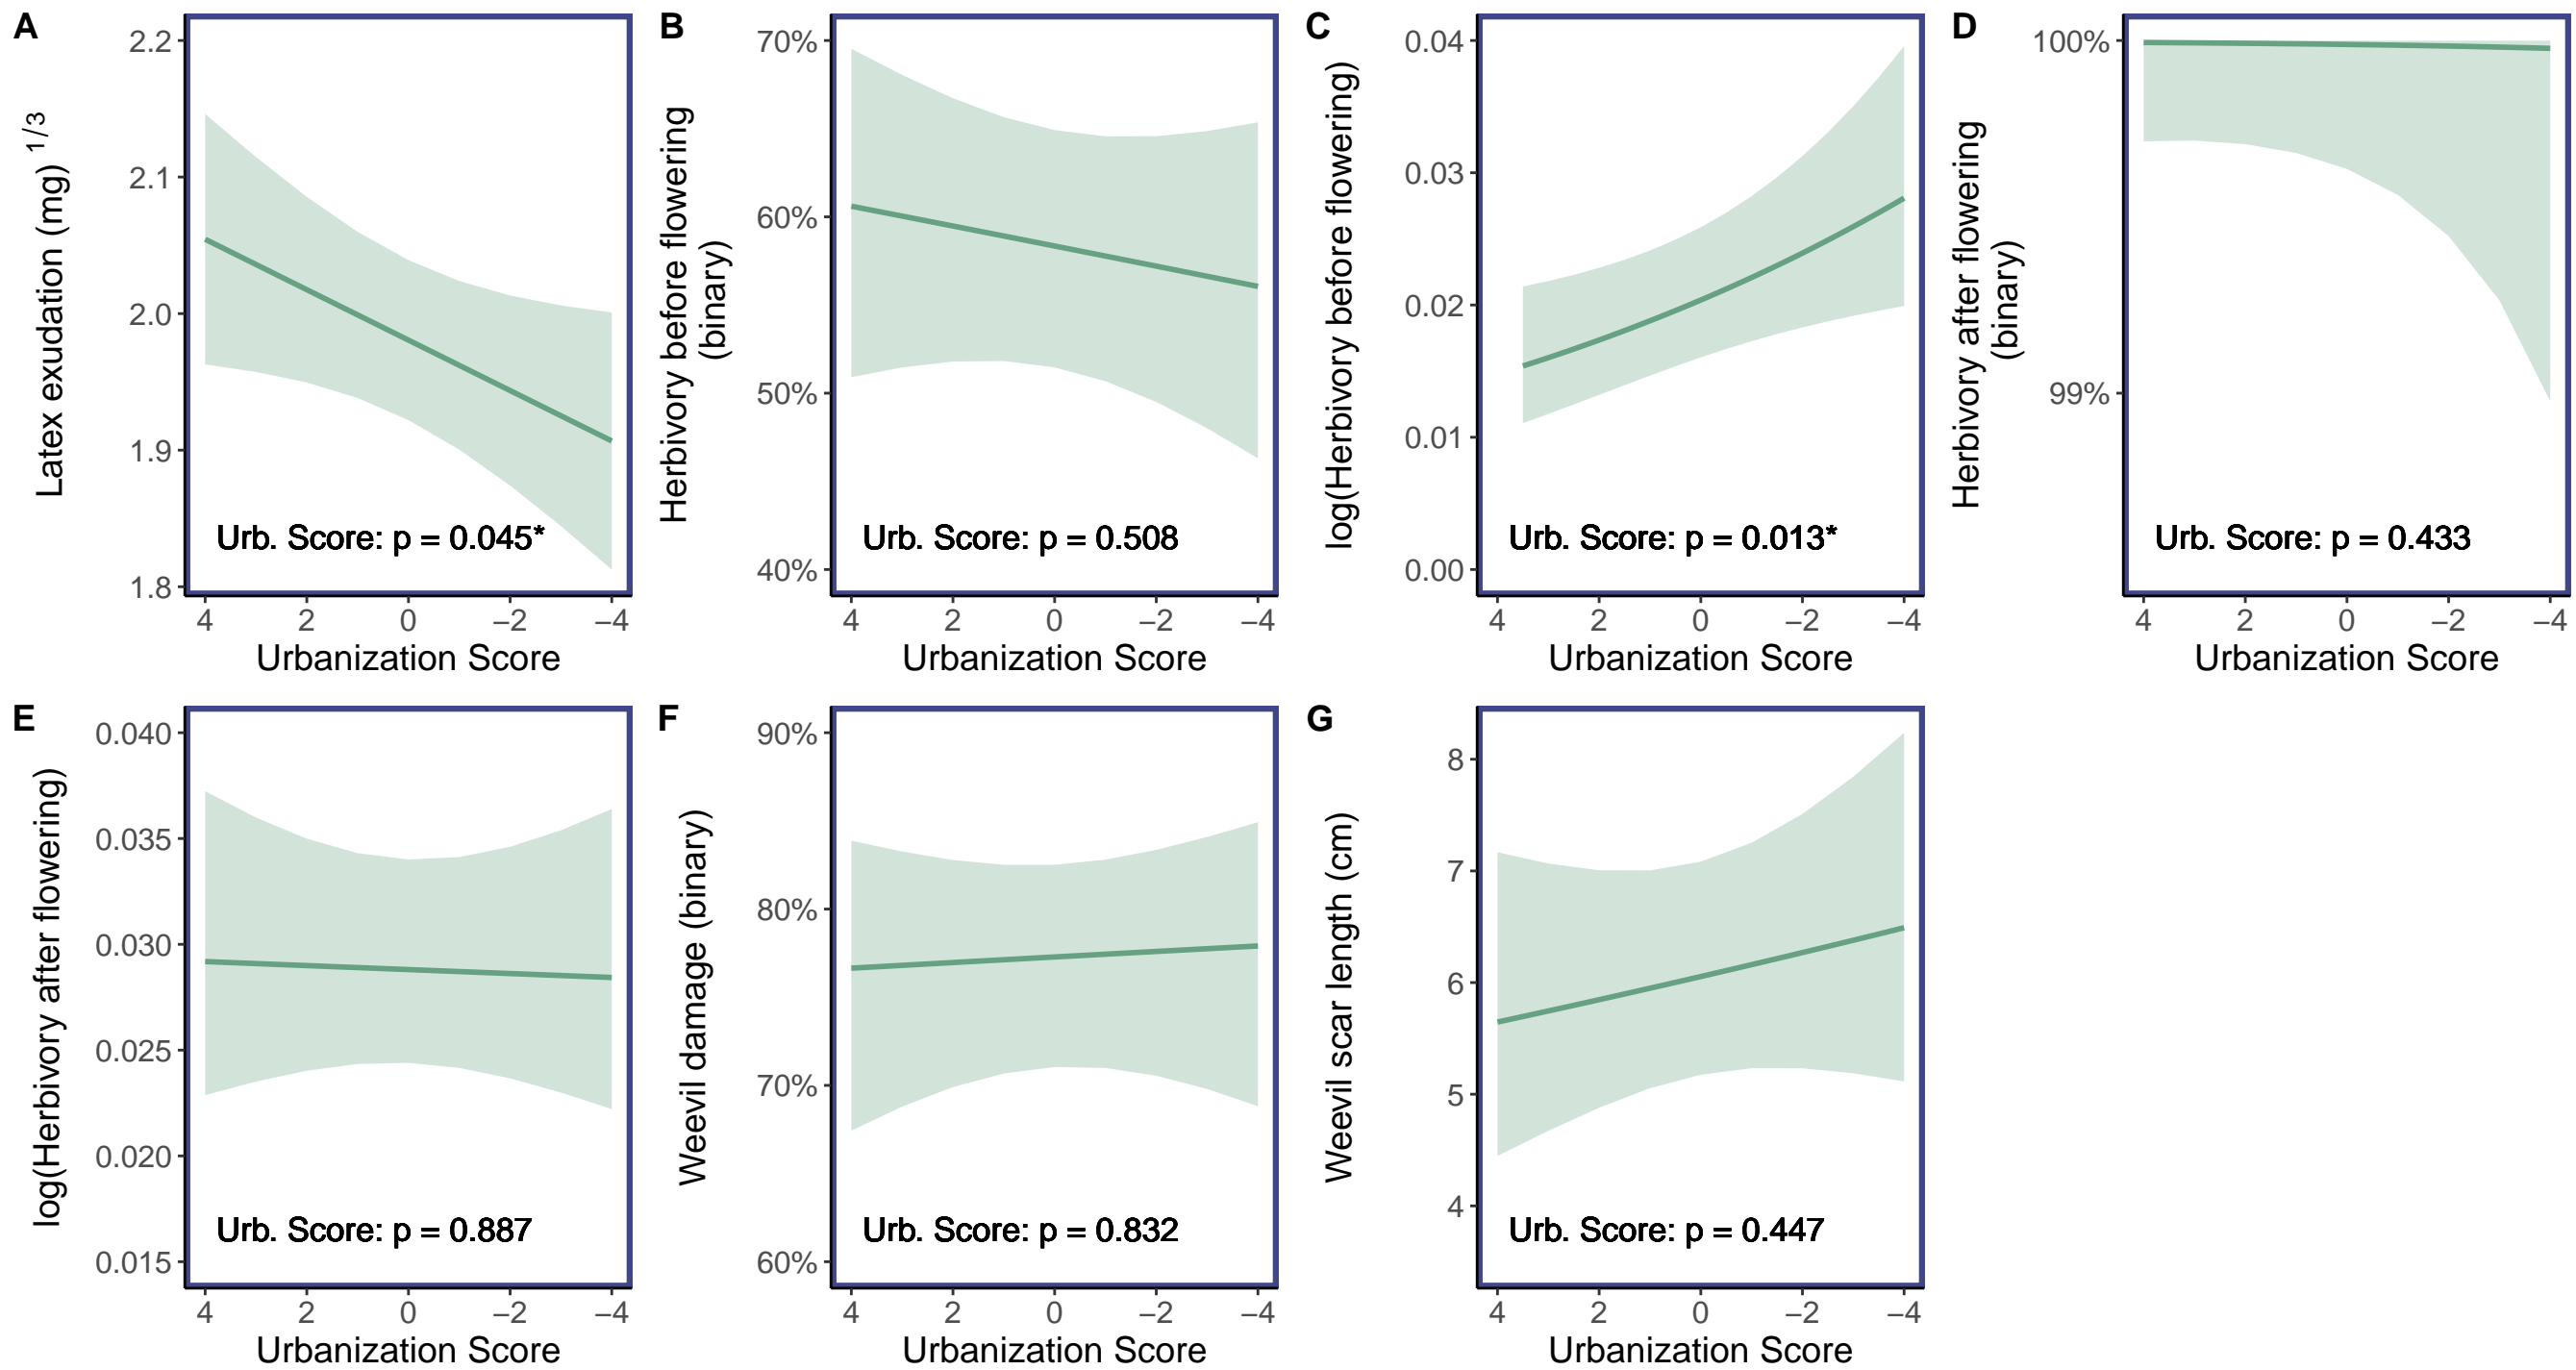 A
2.2
2.1
2.0
1.9
1.8
Latex exudation (mg) 1/3
Urb. Score: p = 0.045*
4 2 0 −2 −4
Urbanization Score
B
70%
60%
50%
40%
Herbivory before flowering
(binary)
Urb. Score: p = 0.508
4 2 0 −2 −4
Urbanization Score
C
0.04
0.03
0.02
0.01
0.00
log(Herbivory before flowering)
Urb. Score: p = 0.013*
4 2 0 −2 −4
Urbanization Score
D
100%
99%
Herbivory after flowering
(binary)
Urb. Score: p = 0.433
4 2 0 −2 −4
Urbanization Score
E
0.040
0.035
0.030
0.025
0.020
0.015
log(Herbivory after flowering)
Urb. Score: p = 0.887
4 2 0 −2 −4
Urbanization Score
F
90%
80%
70%
60%
Weevil damage (binary)
Urb. Score: p = 0.832
4 2 0 −2 −4
Urbanization Score
G
8
7
6
5
4
Weevil scar length (cm)
Urb. Score: p = 0.447
4 2 0 −2 −4
Urbanization Score